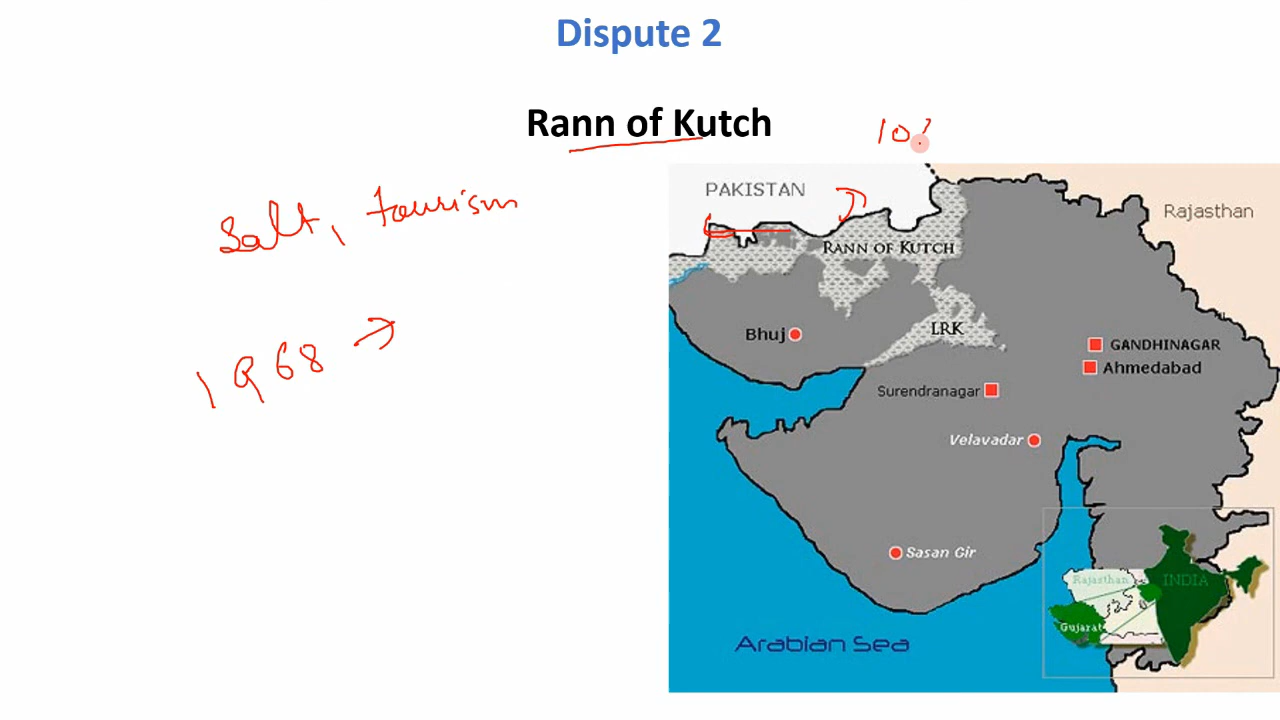 Dispute 2
Rann of Kutch
Salt, tourism
1968 →
PAKISTAN
Rajasthan
RANN OF KUTCH
LRK
Bhuj
GANDHINAGAR
Ahmedabad
Surendranagar
Velavadar
Sasan Gir
Arabian Sea
Rajasthan
INDIA
Gujarat